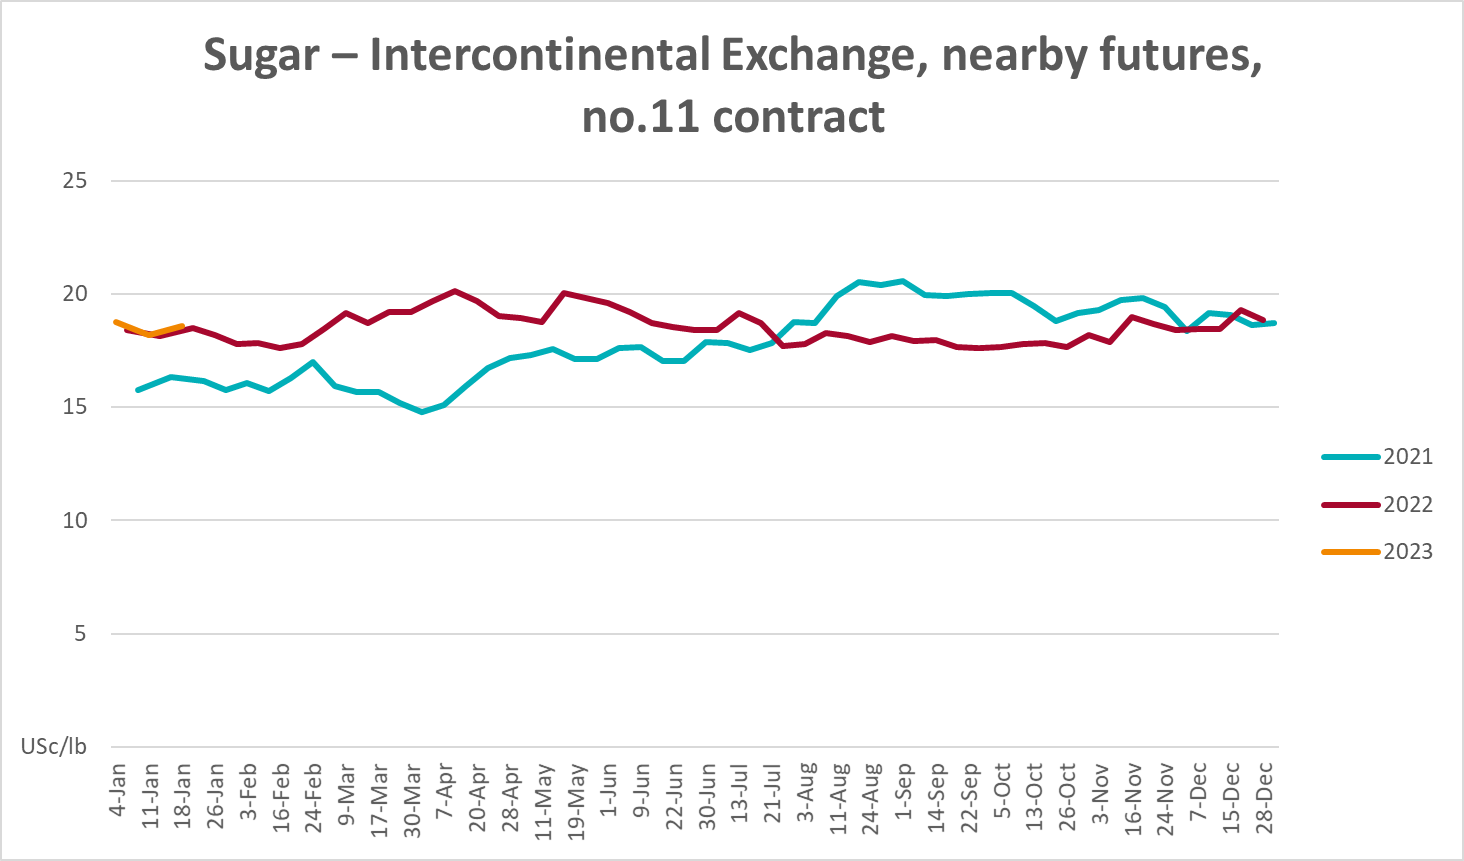 Sugar – Intercontinental Exchange, nearby futures,
no.11 contract
25
20
15
10
5
USc/lb
4-Jan
11-Jan
18-Jan
26-Jan
3-Feb
16-Feb
24-Feb
9-Mar
17-Mar
30-Mar
7-Apr
20-Apr
28-Apr
11-May
19-May
1-Jun
9-Jun
22-Jun
30-Jun
13-Jul
21-Jul
3-Aug
11-Aug
24-Aug
1-Sep
14-Sep
22-Sep
5-Oct
13-Oct
26-Oct
3-Nov
16-Nov
24-Nov
7-Dec
15-Dec
28-Dec
2021
2022
2023